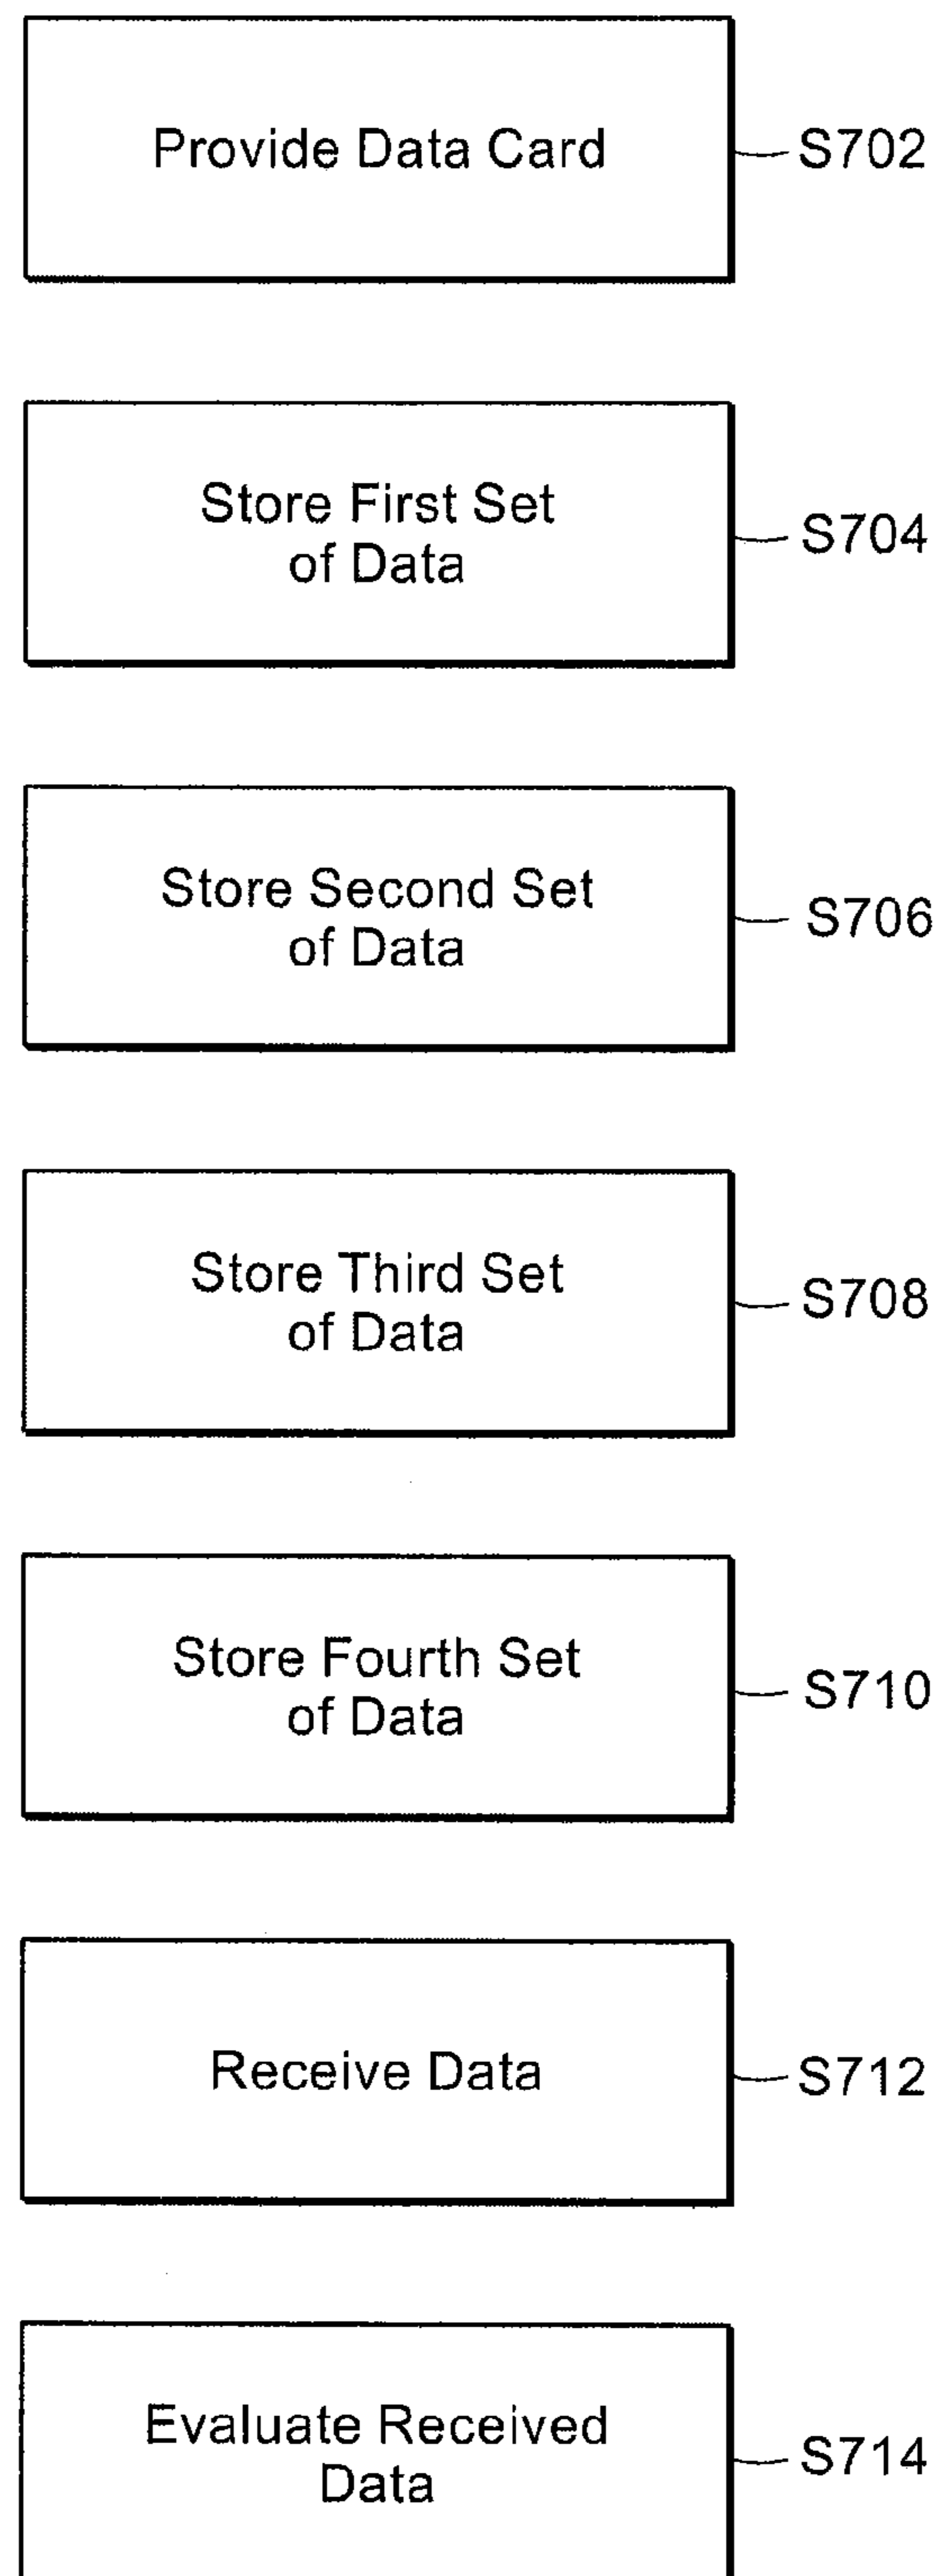 Provide Data Card
S702
Store First Set
of Data
S704
Store Second Set
of Data
S706
Store Third Set
of Data
S708
Store Fourth Set
of Data
S710
Receive Data
S712
Evaluate Received
Data
S714